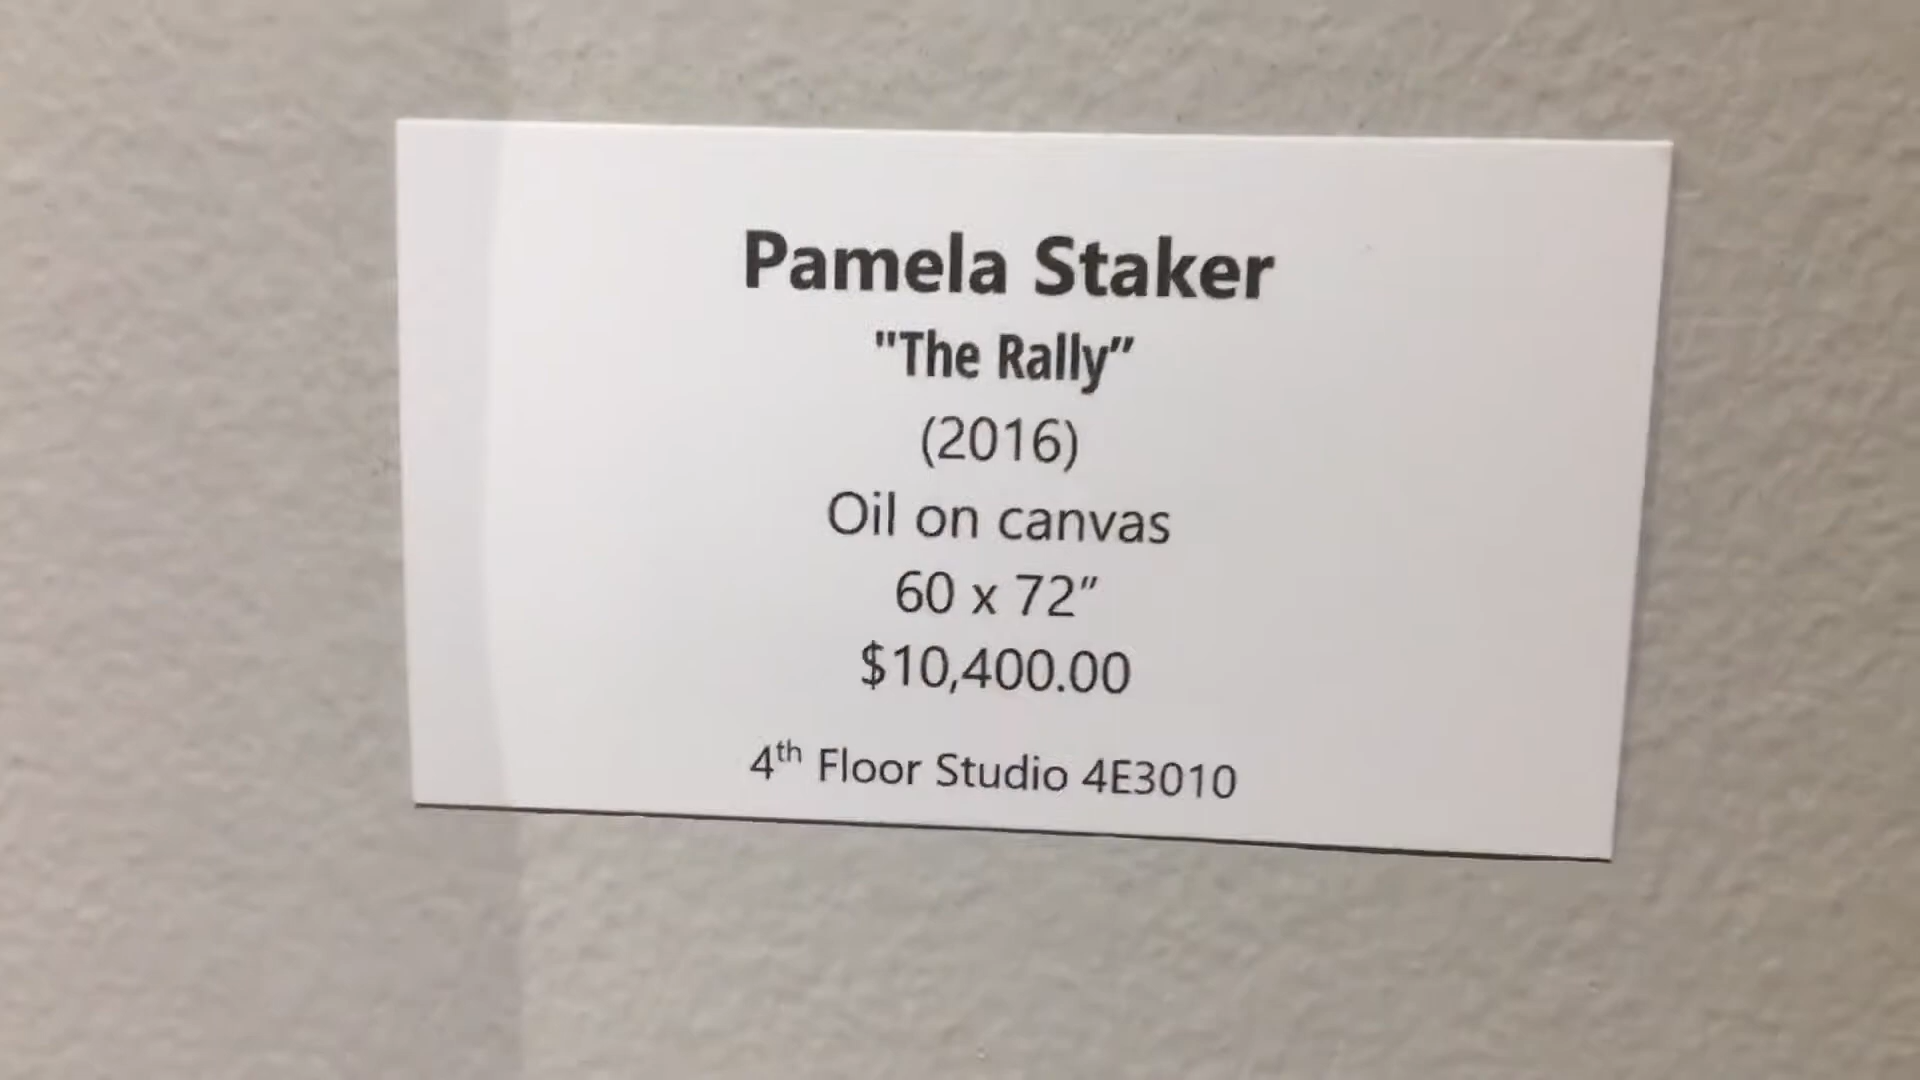 Pamela Staker
"The Rally”
(2016)
Oil on canvas
60 x 72”
$10,400.00
4th Floor Studio 4E3010